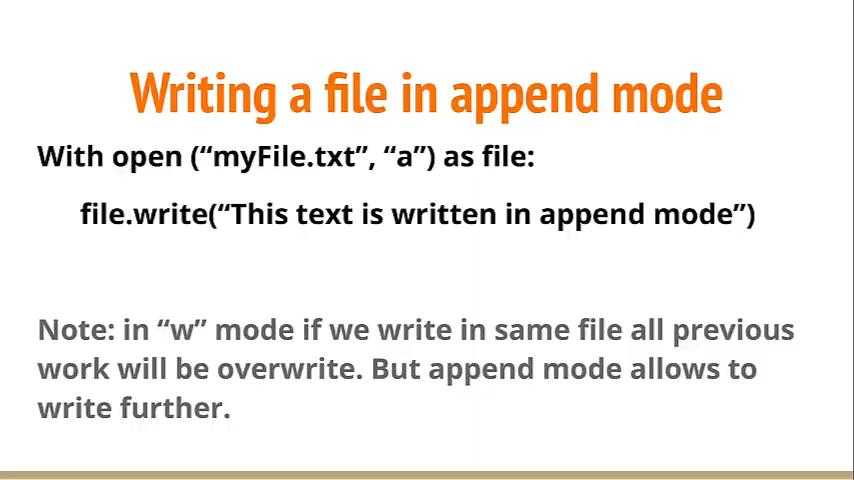 Writing a file in append mode
With open (“myFile.txt”, “a”) as file:
file.write(“This text is written in append mode”)
Note: in “w” mode if we write in same file all previous
work will be overwrite. But append mode allows to
write further.